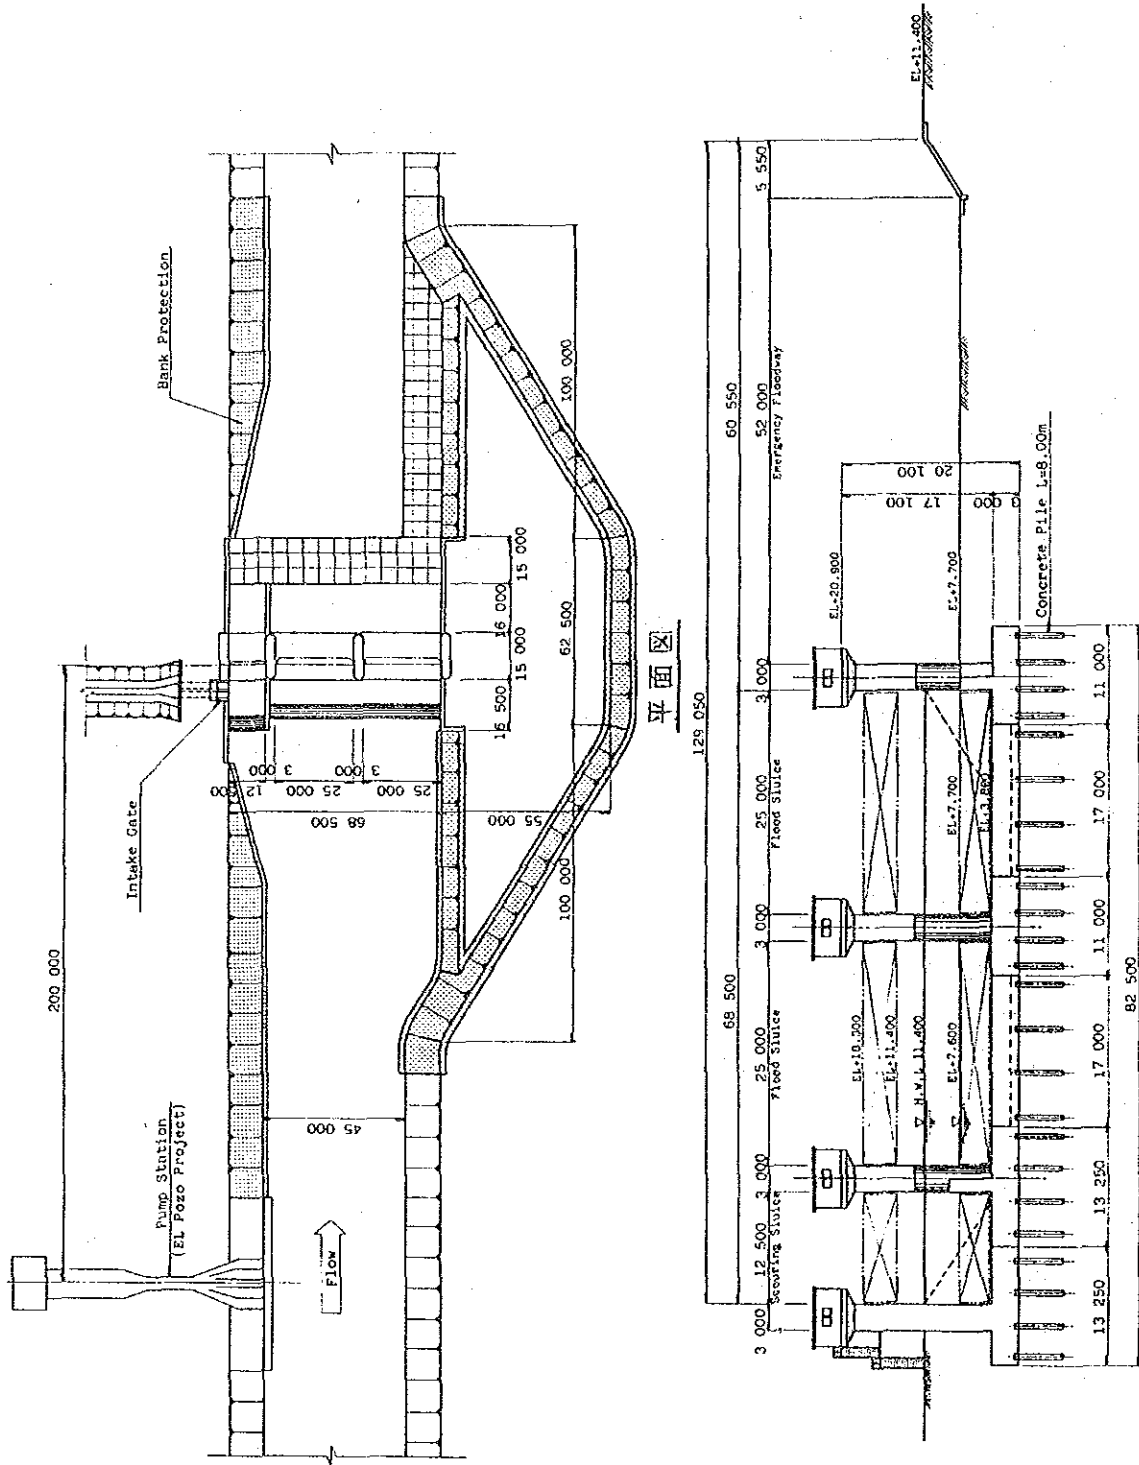 Pump Station
(EL Pozo Project)
200 000
Intake Gate
Bank Protection
Flow
45 000
12 500
3 000
25 000
3 000
25 000
68 500
55 000
16 500
15 000
16 000
15 000
100 000
62 500
100 000
平面図
129 050
68 500
60 550
3 000
12 500
3 000
25 000
3 000
25 000
3 000
52 000
5 550
Scouring Sluice
Flood Sluice
Flood Sluice
Emergency Floodway
EL+11.400
EL+20.900
EL+7.700
EL+11.400
H.W.L 11.400
EL+7.600
EL+7.700
20 100
17 100
3 000
Concrete Pile L=8.00m
13 250
13 250
17 000
11 000
17 000
11 000
82 500